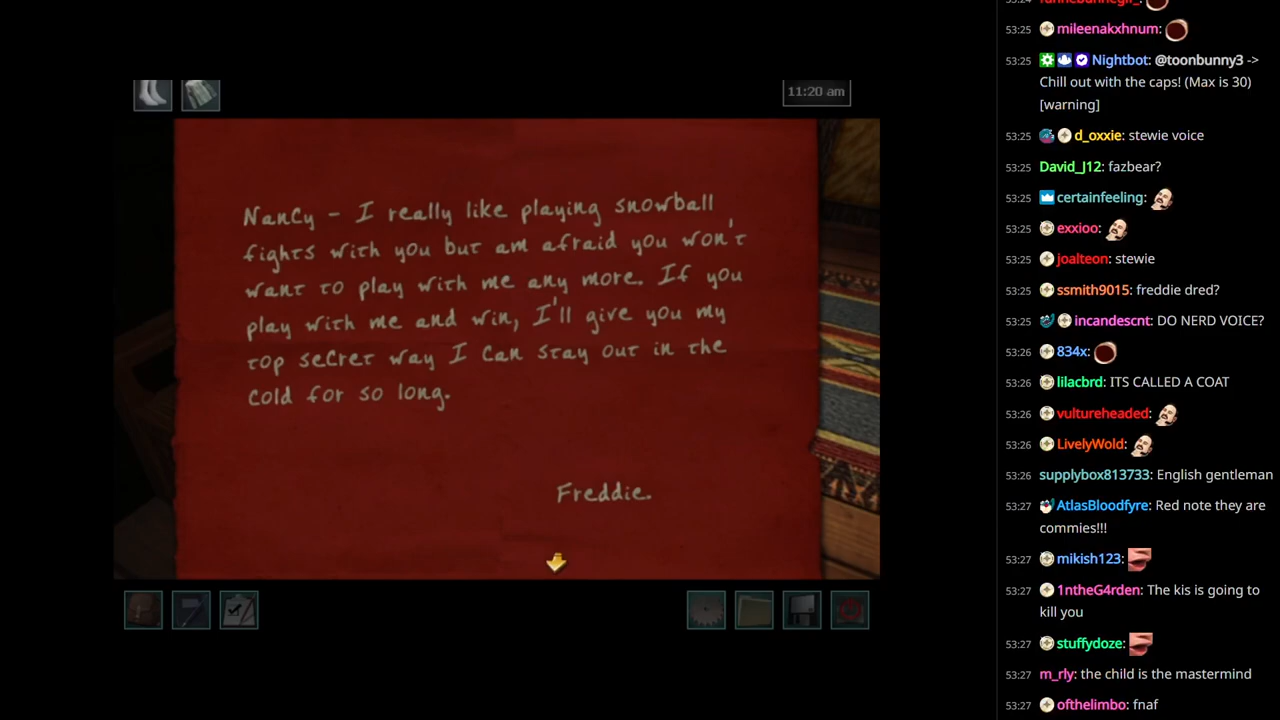 11:20 am
NanCy - I really like playing snowball
fights with you but am afraid you won't
want to play with me any more. If you
play with me and win, I'll give you my
top secret way I can stay out in the
cold for so long.
Freddie.
53:25 mileenakxhnum:
53:25 Nightbot: @toonbunny3 ->
Chill out with the caps! (Max is 30)
[warning]
53:25 d_oxxie: stewie voice
53:25 David_J12: fazbear?
53:25 certainfeeling:
53:25 exxioo:
53:25 joalteon: stewie
53:25 ssmith9015: freddie dred?
53:25 incandescnt: DO NERD VOICE?
53:26 834x:
53:26 lilacbrd: ITS CALLED A COAT
53:26 vultureheaded:
53:26 LivelyWold:
53:26 supplybox813733: English gentleman
53:27 AtlasBloodfyre: Red note they are
commies!!!
53:27 mikish123:
53:27 1ntheG4rden: The kis is going to
kill you
53:27 stuffydoze:
53:27 m_rly: the child is the mastermind
53:27 ofthelimbo: fnaf